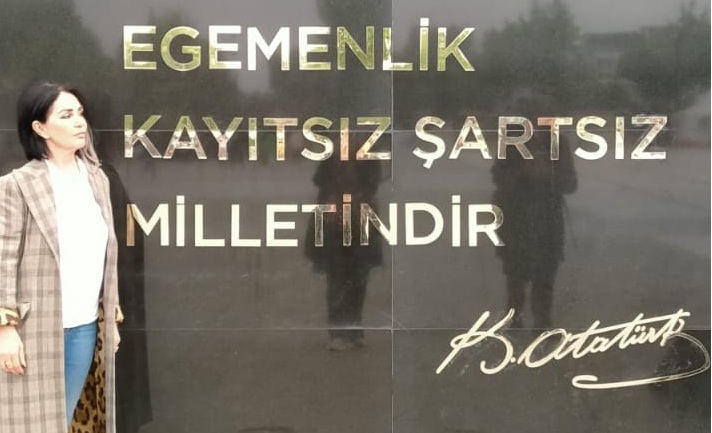 EGEMENLİK
KAYITSIZ ŞARTSIZ
MİLLETİNDİR
K. Atatürk